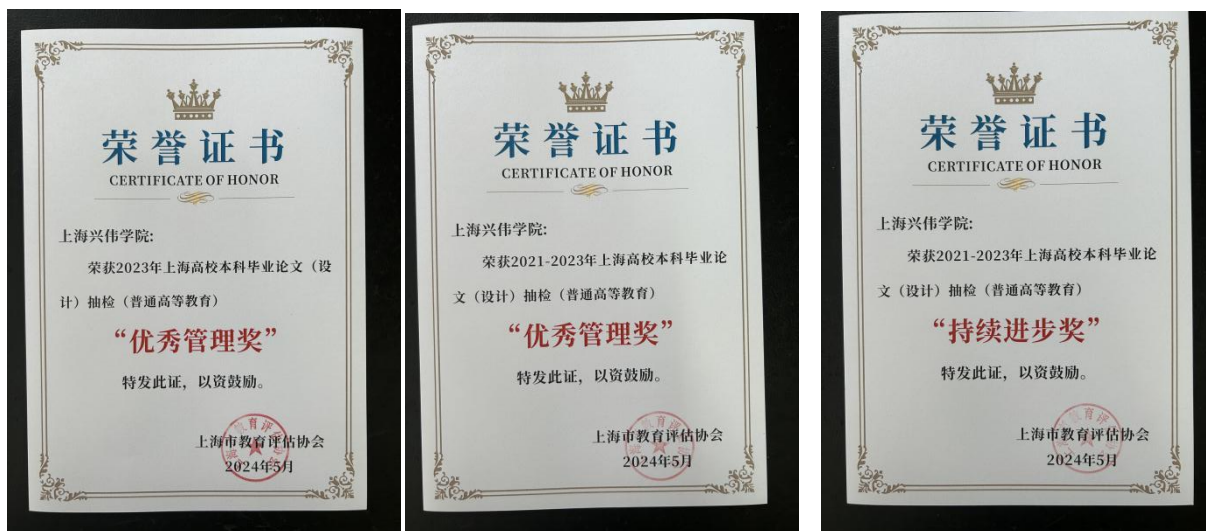 荣誉证书
CERTIFICATE OF HONOR
上海兴伟学院:
荣获2023年上海高校本科毕业论文（设
计）抽检（普通高等教育）
“优秀管理奖”
特发此证，以资鼓励。
上海市教育评估协会
2024年5月
荣誉证书
CERTIFICATE OF HONOR
上海兴伟学院:
荣获2021-2023年上海高校本科毕业论
文（设计）抽检（普通高等教育）
“优秀管理奖”
特发此证，以资鼓励。
上海市教育评估协会
2024年5月
荣誉证书
CERTIFICATE OF HONOR
上海兴伟学院:
荣获2021-2023年上海高校本科毕业论
文（设计）抽检（普通高等教育）
“持续进步奖”
特发此证，以资鼓励。
上海市教育评估协会
2024年5月